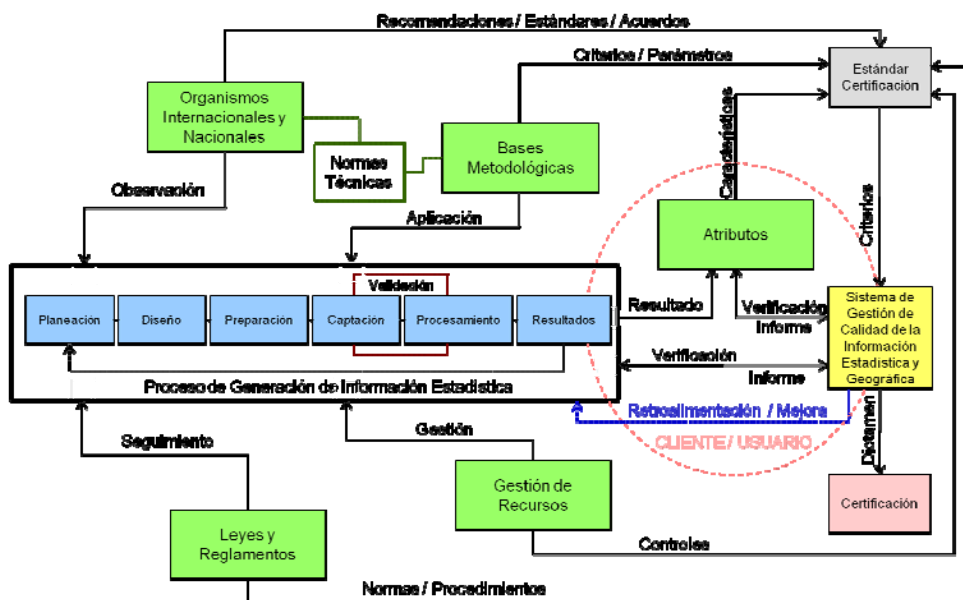 Recomendaciones / Estándares / Acuerdos
Criterios / Parámetros
Estándar
Certificación
Organismos
Internacionales y
Nacionales
Normas
Técnicas
Bases
Metodológicas
Características
Observación
Aplicación
Atributos
Criterios
Validación
Planeación
Diseño
Preparación
Captación
Procesamiento
Resultados
Resultado
Verificación
Informe
Sistema de
Gestión de
Calidad de la
Información
Estadística y
Geográfica
Verificación
Informe
Proceso de Generación de Información Estadística
Retroalimentación / Mejora
CLIENTE / USUARIO
Seguimiento
Gestión
Dictamen
Gestión de
Recursos
Certificación
Leyes y
Reglamentos
Controles
Normas / Procedimientos